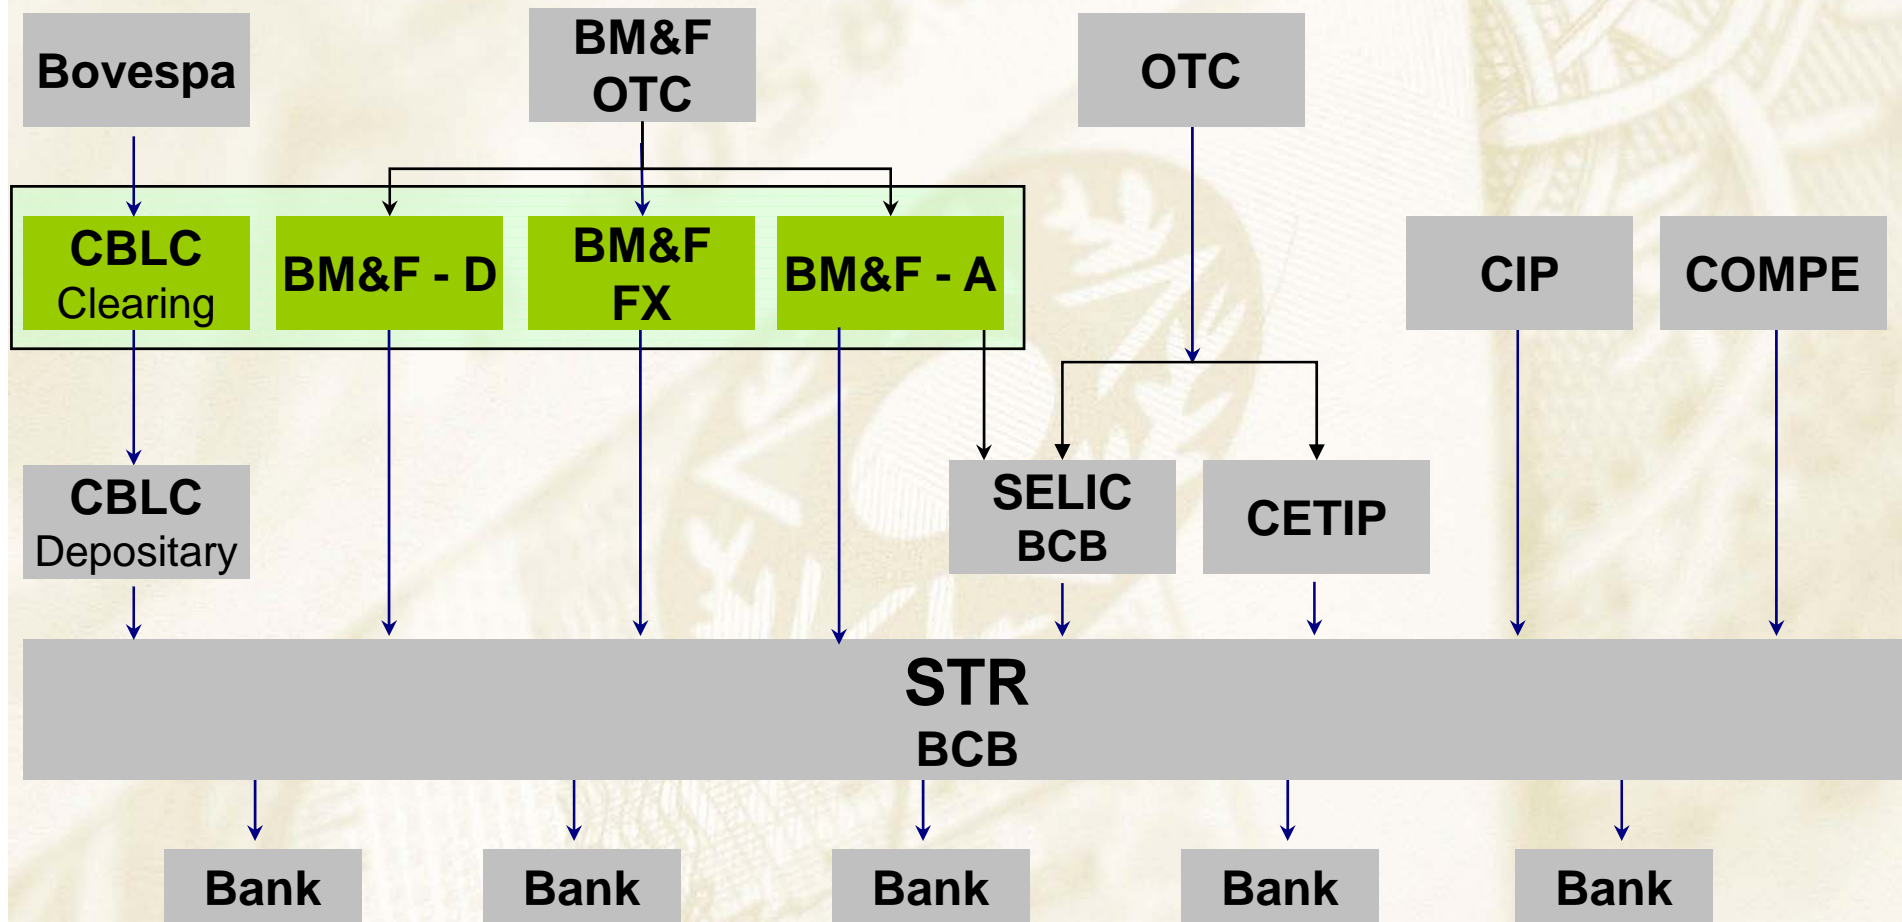 Bovespa
BM&F
OTC
OTC
CBLC
Clearing
BM&F - D
BM&F
FX
BM&F - A
CIP
COMPE
CBLC
Depositary
SELIC
BCB
CETIP
STR
BCB
Bank
Bank
Bank
Bank
Bank